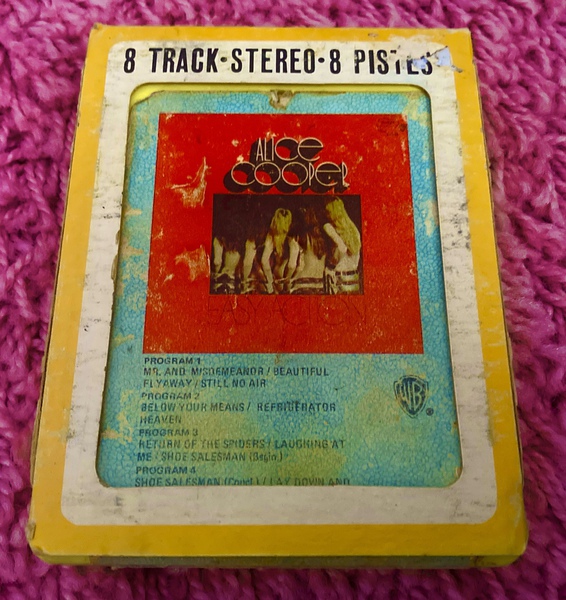 8 TRACK·STEREO·8 PISTES
ALICE
COOPER
EASY ACTION
PROGRAM 1
MR. AND MISDEMEANOR / BEAUTIFUL
FLYAWAY / STILL NO AIR
PROGRAM 2
BELOW YOUR MEANS / REFRIGERATOR
HEAVEN
PROGRAM 3
RETURN OF THE SPIDERS / LAUGHING AT
ME / SHOE SALESMAN (Begin.)
PROGRAM 4
SHOE SALESMAN (Concl.) / LAY DOWN AND
WB